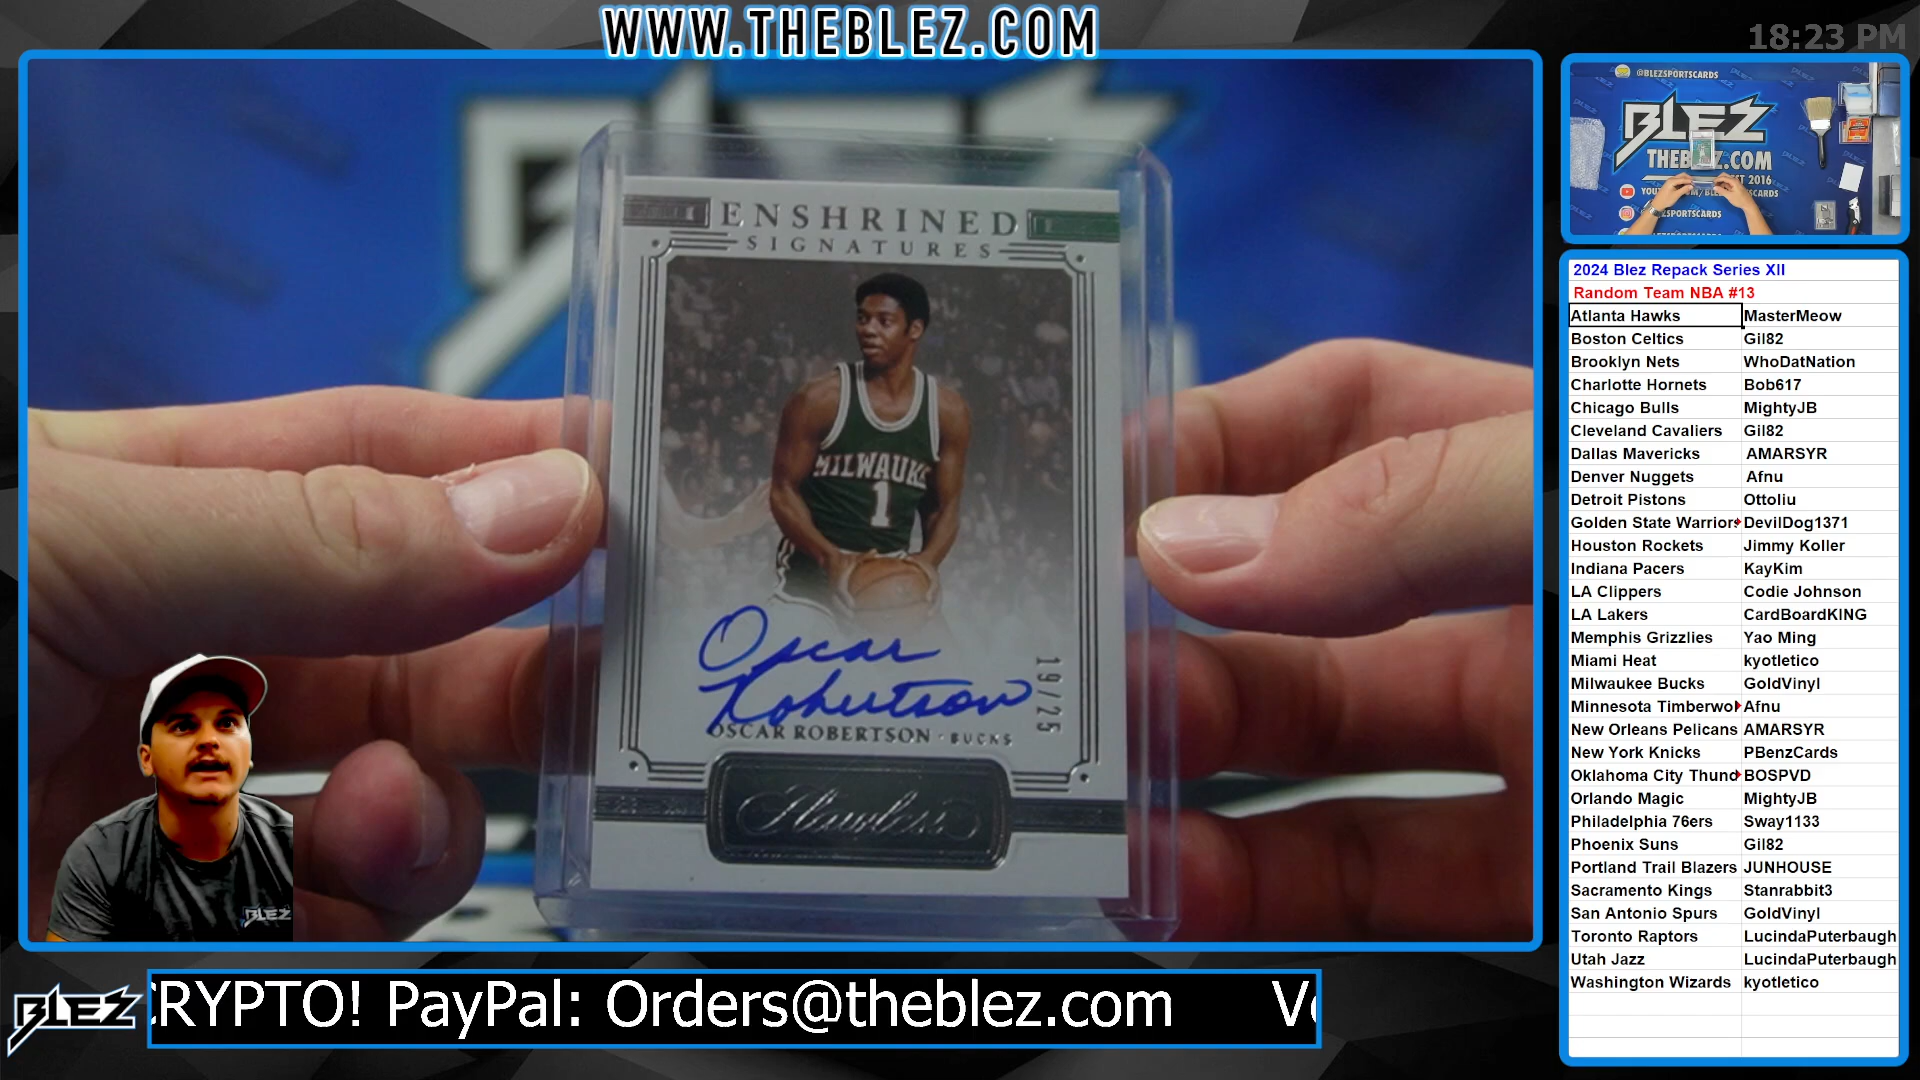 WWW.THEBLEZ.COM
18:23 PM
ENSHRINED
SIGNATURES
MILWAUKE
1
Oscar
Robertson
19/25
OSCAR ROBERTSON · BUCKS
Flawless
BLEZ
BLEZ
CRYPTO! PayPal: Orders@theblez.com
@BLEZSPORTSCARDS
BLEZ
2024 Blez Repack Series XII
Random Team NBA #13
Atlanta Hawks MasterMeow
Boston Celtics Gil82
Brooklyn Nets WhoDatNation
Charlotte Hornets Bob617
Chicago Bulls MightyJB
Cleveland Cavaliers Gil82
Dallas Mavericks AMARSYR
Denver Nuggets Afnu
Detroit Pistons Ottoliu
Golden State Warriors DevilDog1371
Houston Rockets Jimmy Koller
Indiana Pacers KayKim
LA Clippers Codie Johnson
LA Lakers CardBoardKING
Memphis Grizzlies Yao Ming
Miami Heat kyotletico
Milwaukee Bucks GoldVinyl
Minnesota Timberwol Afnu
New Orleans Pelicans AMARSYR
New York Knicks PBenzCards
Oklahoma City Thund BOSPVD
Orlando Magic MightyJB
Philadelphia 76ers Sway1133
Phoenix Suns Gil82
Portland Trail Blazers JUNHOUSE
Sacramento Kings Stanrabbit3
San Antonio Spurs GoldVinyl
Toronto Raptors LucindaPuterbaugh
Utah Jazz LucindaPuterbaugh
Washington Wizards kyotletico